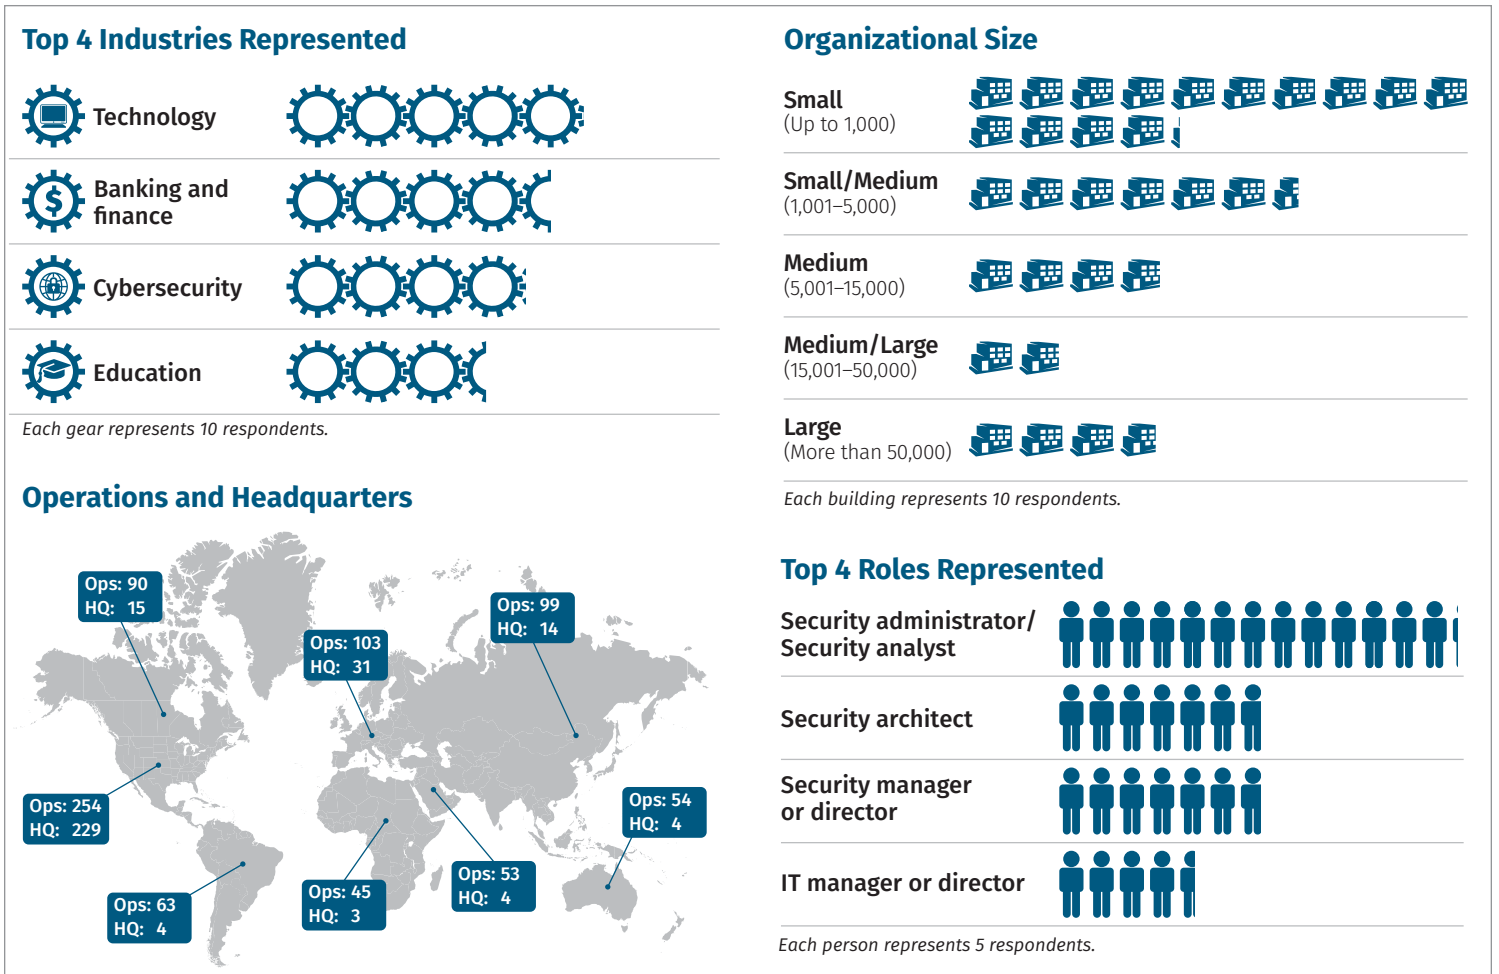 Top 4 Industries Represented
Technology
$
Banking and
finance
Cybersecurity
Education
Each gear represents 10 respondents.
Operations and Headquarters
Ops: 90
HQ: 15
Ops: 103
HQ: 31
Ops: 99
HQ: 14
Ops: 254
HQ: 229
Ops: 54
HQ: 4
Ops: 63
HQ: 4
Ops: 45
HQ: 3
Ops: 53
HQ: 4
Organizational Size
Small
(Up to 1,000)
Small/Medium
(1,001–5,000)
Medium
(5,001–15,000)
Medium/Large
(15,001–50,000)
Large
(More than 50,000)
Each building represents 10 respondents.
Top 4 Roles Represented
Security administrator/
Security analyst
Security architect
Security manager
or director
IT manager or director
Each person represents 5 respondents.